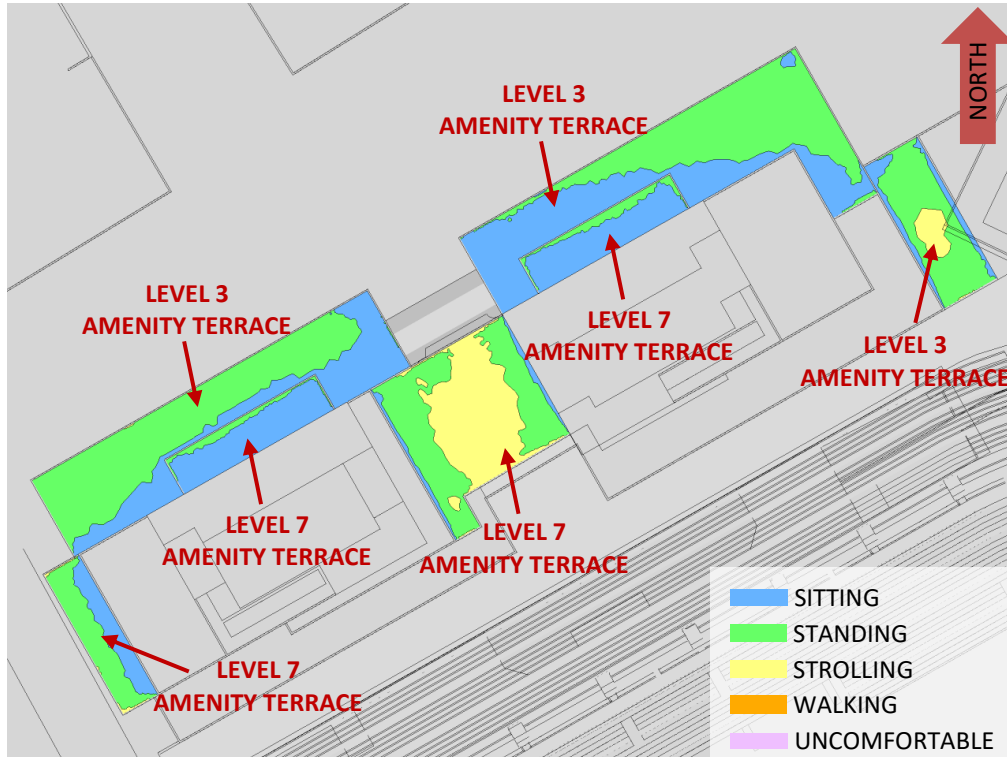 NORTH
LEVEL 3
AMENITY TERRACE
LEVEL 3
AMENITY TERRACE
LEVEL 7
AMENITY TERRACE
LEVEL 3
AMENITY TERRACE
LEVEL 7
AMENITY TERRACE
LEVEL 7
AMENITY TERRACE
LEVEL 7
AMENITY TERRACE
SITTING
STANDING
STROLLING
WALKING
UNCOMFORTABLE